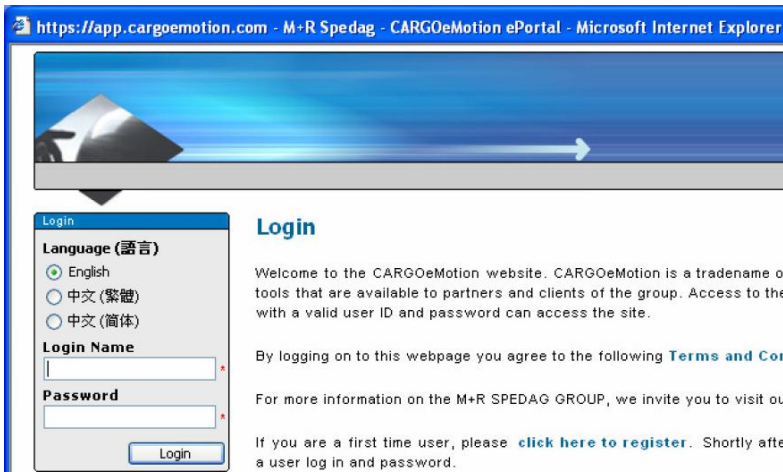 https://app.cargoemotion.com - M+R Spedag - CARGOeMotion ePortal - Microsoft Internet Explorer
Login
Language (語言)
English
中文 (繁體)
中文 (简体)
Login Name
*
Password
*
Login
Login
Welcome to the CARGOeMotion website. CARGOeMotion is a tradename o
tools that are available to partners and clients of the group. Access to the
with a valid user ID and password can access the site.
By logging on to this webpage you agree to the following Terms and Con
For more information on the M+R SPEDAG GROUP, we invite you to visit ou
If you are a first time user, please click here to register. Shortly afte
a user log in and password.